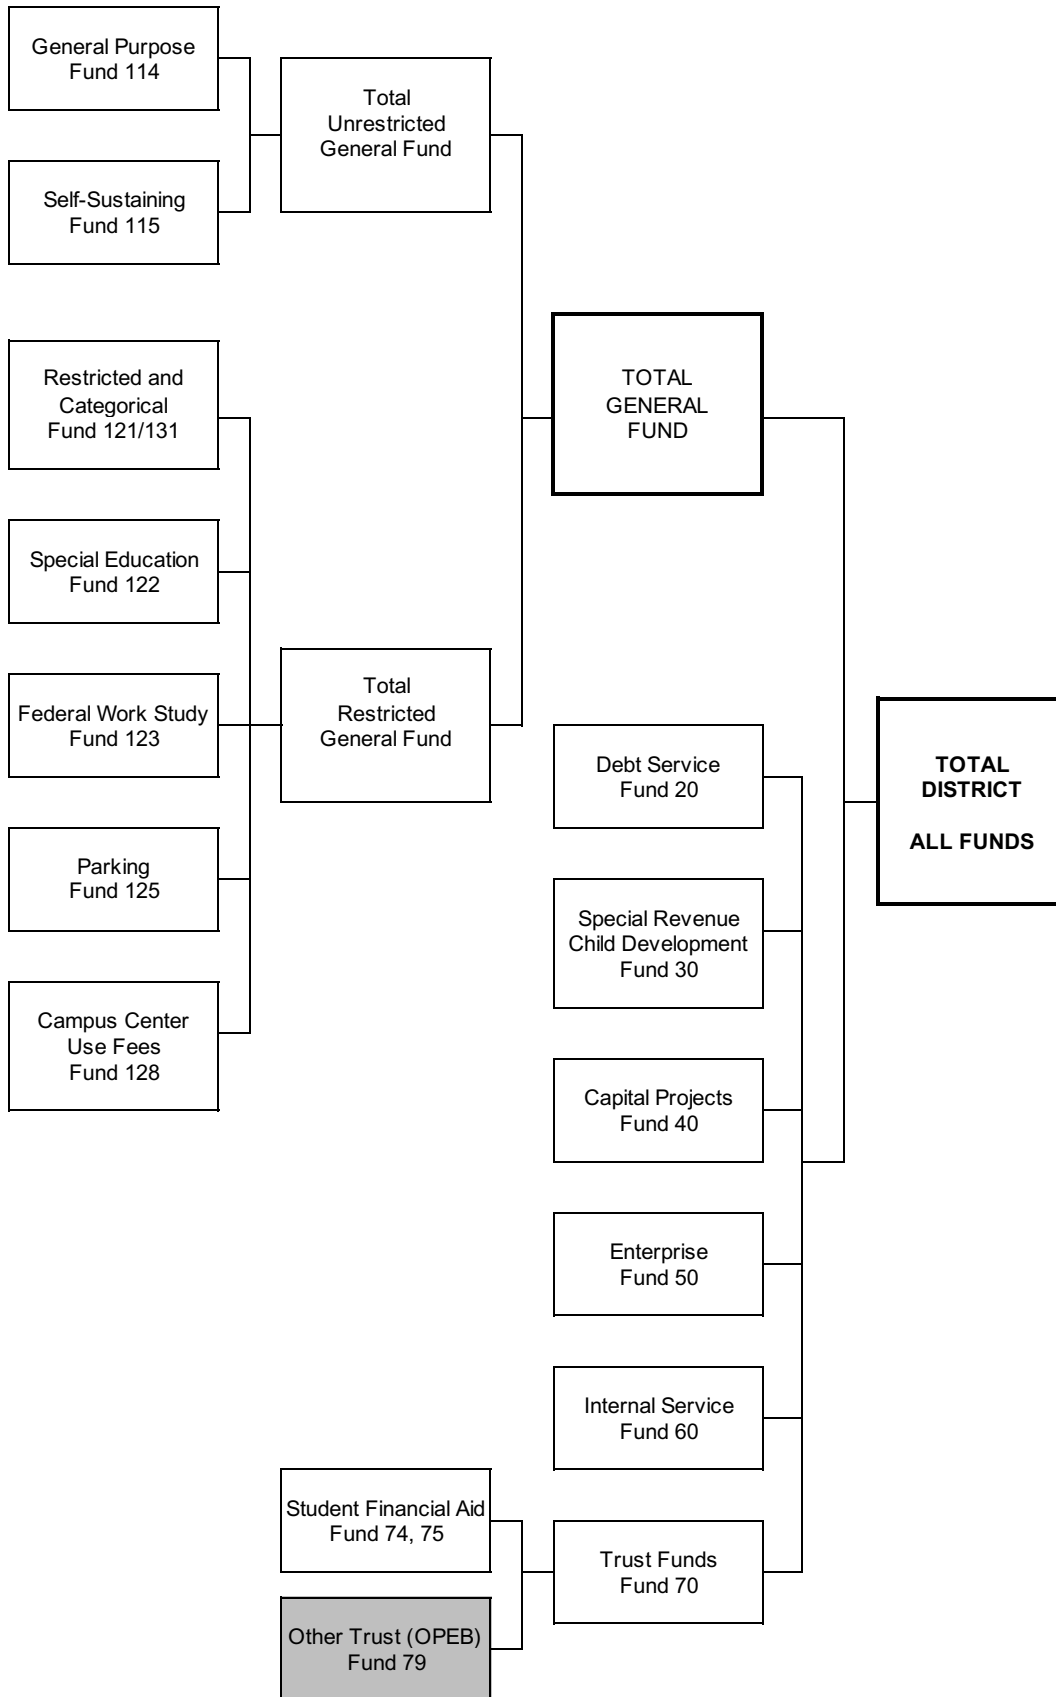 General Purpose
Fund 114
Total
Unrestricted
General Fund
Self-Sustaining
Fund 115
Restricted and
Categorical
Fund 121/131
TOTAL
GENERAL
FUND
Special Education
Fund 122
Federal Work Study
Fund 123
Total
Restricted
General Fund
Debt Service
Fund 20
TOTAL
DISTRICT
ALL FUNDS
Parking
Fund 125
Special Revenue
Child Development
Fund 30
Campus Center
Use Fees
Fund 128
Capital Projects
Fund 40
Enterprise
Fund 50
Internal Service
Fund 60
Student Financial Aid
Fund 74, 75
Trust Funds
Fund 70
Other Trust (OPEB)
Fund 79